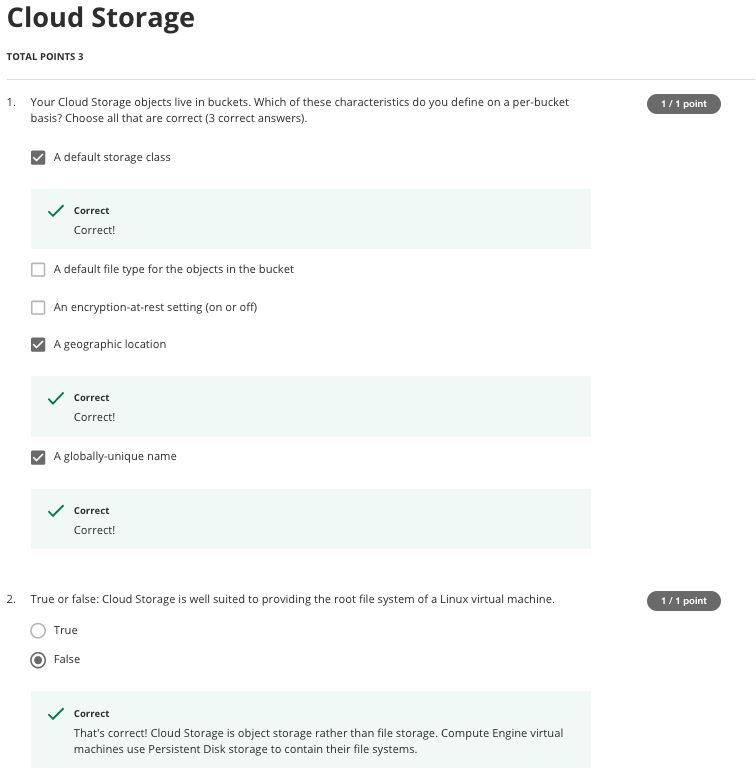 Cloud Storage
TOTAL POINTS 3
1. Your Cloud Storage objects live in buckets. Which of these characteristics do you define on a per-bucket
basis? Choose all that are correct (3 correct answers).
1 / 1 point
A default storage class
Correct
Correct!
A default file type for the objects in the bucket
An encryption-at-rest setting (on or off)
A geographic location
Correct
Correct!
A globally-unique name
Correct
Correct!
2. True or false: Cloud Storage is well suited to providing the root file system of a Linux virtual machine.
1 / 1 point
True
False
Correct
That's correct! Cloud Storage is object storage rather than file storage. Compute Engine virtual
machines use Persistent Disk storage to contain their file systems.